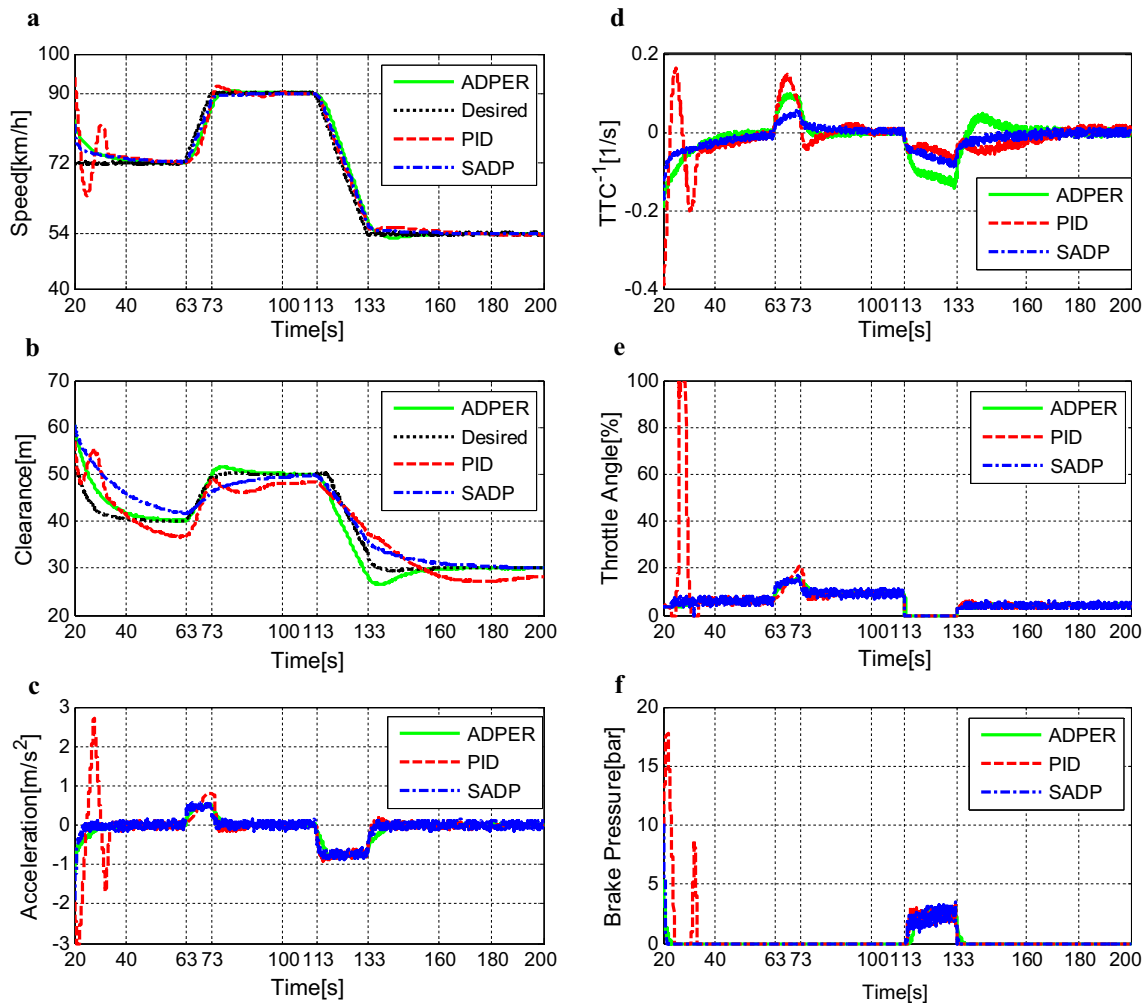 a
100
90
72
54
40
Speed[km/h]
ADPER
Desired
PID
SADP
20 40 63 73 100 113 133 160 180 200
Time[s]
b
70
60
50
40
30
20
Clearance[m]
ADPER
Desired
PID
SADP
20 40 63 73 100 113 133 160 180 200
Time[s]
c
3
2
1
0
-1
-2
-3
Acceleration[m/s²]
ADPER
PID
SADP
20 40 63 73 100 113 133 160 180 200
Time[s]
d
0.2
0
-0.2
-0.4
TTC⁻¹[1/s]
ADPER
PID
SADP
20 40 63 73 100 113 133 160 180 200
Time[s]
e
100
80
60
40
20
0
Throttle Angle[%]
ADPER
PID
SADP
20 40 63 73 100 113 133 160 180 200
Time[s]
f
20
15
10
5
0
Brake Pressure[bar]
ADPER
PID
SADP
20 40 63 73 100 113 133 160 180 200
Time[s]